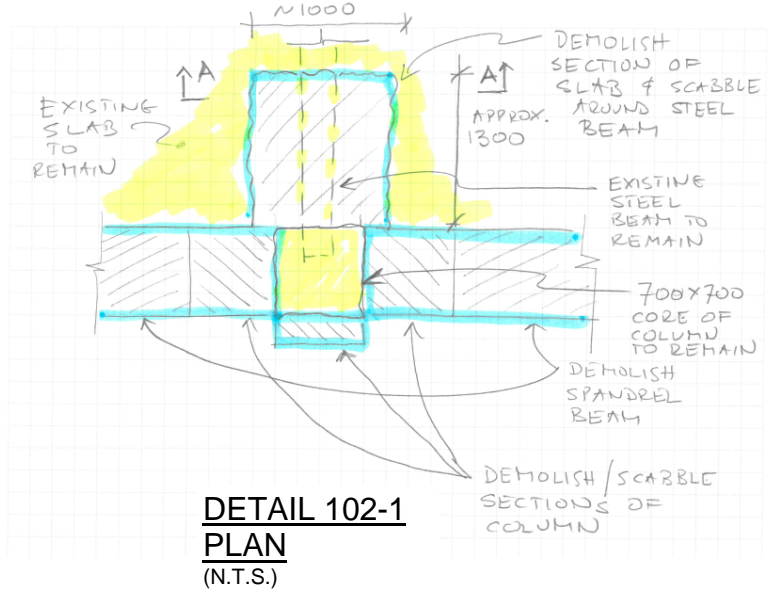 ~1000
DEMOLISH
SECTION OF
SLAB & SCABBLE
AROUND STEEL
BEAM
A
A
APPROX.
1300
EXISTING
SLAB
TO
REMAIN
EXISTING
STEEL
BEAM TO
REMAIN
700x700
CORE OF
COLUMN
TO REMAIN
DEMOLISH
SPANDREL
BEAM
DEMOLISH/SCABBLE
SECTIONS OF
COLUMN
DETAIL 102-1
PLAN
(N.T.S.)